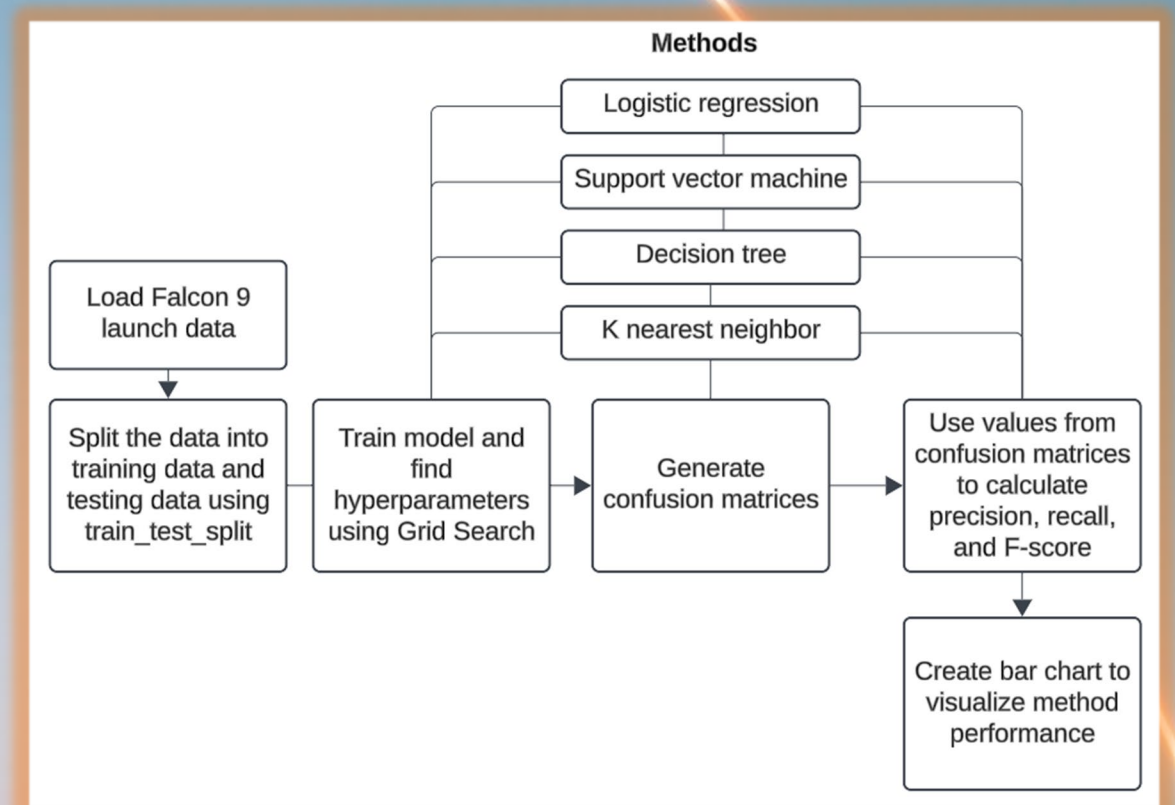 Methods
Logistic regression
Support vector machine
Decision tree
K nearest neighbor
Load Falcon 9
launch data
Split the data into
training data and
testing data using
train_test_split
Train model and
find
hyperparameters
using Grid Search
Generate
confusion matrices
Use values from
confusion matrices
to calculate
precision, recall,
and F-score
Create bar chart to
visualize method
performance